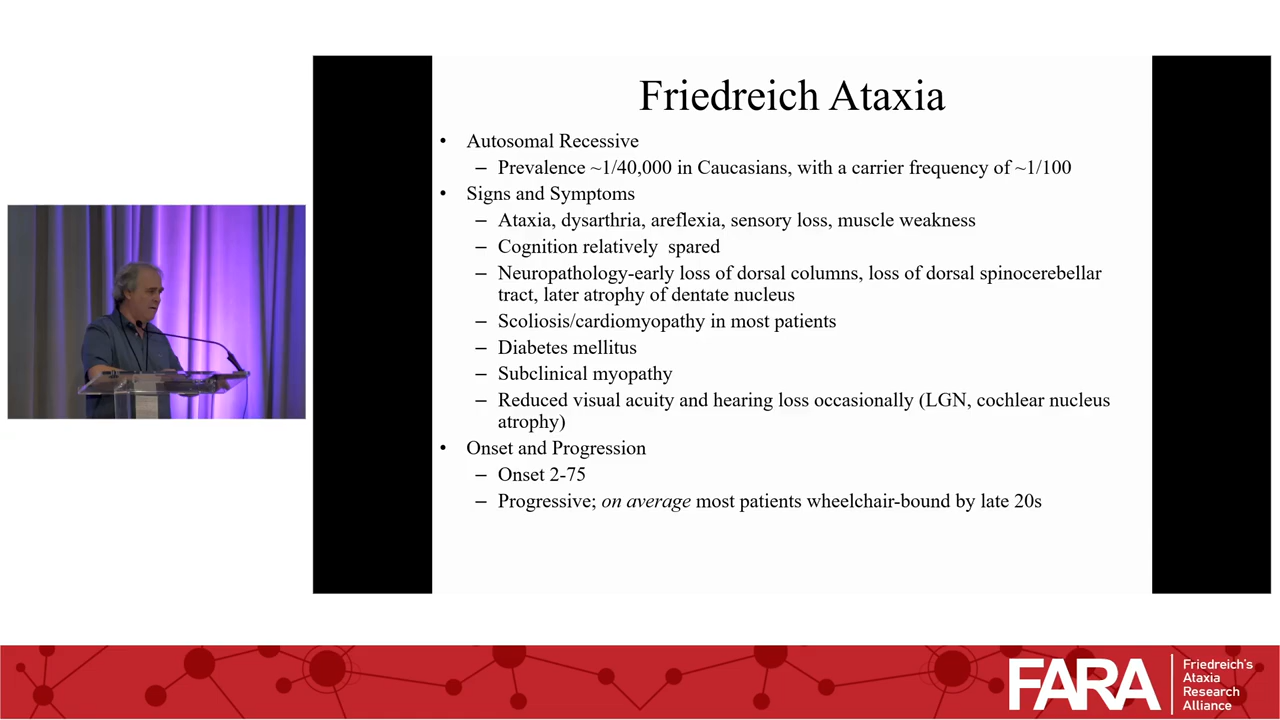 Friedreich Ataxia
• Autosomal Recessive
– Prevalence ~1/40,000 in Caucasians, with a carrier frequency of ~1/100
• Signs and Symptoms
– Ataxia, dysarthria, areflexia, sensory loss, muscle weakness
– Cognition relatively  spared
– Neuropathology-early loss of dorsal columns, loss of dorsal spinocerebellar
tract, later atrophy of dentate nucleus
– Scoliosis/cardiomyopathy in most patients
– Diabetes mellitus
– Subclinical myopathy
– Reduced visual acuity and hearing loss occasionally (LGN, cochlear nucleus
atrophy)
• Onset and Progression
– Onset 2-75
– Progressive; on average most patients wheelchair-bound by late 20s
FARA
Friedreich's
Ataxia
Research
Alliance